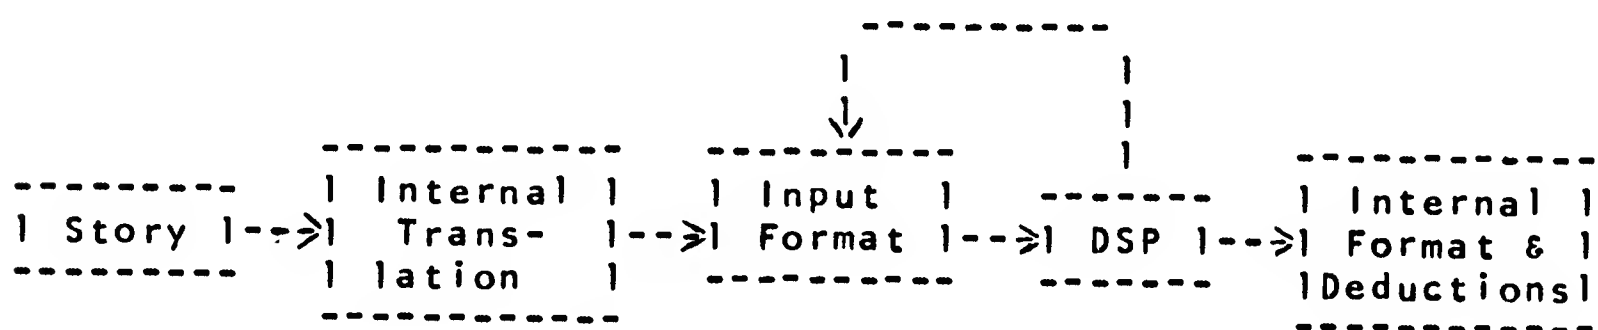 Story
Internal
Trans-
lation
Input
Format
DSP
Internal
Format &
Deductions